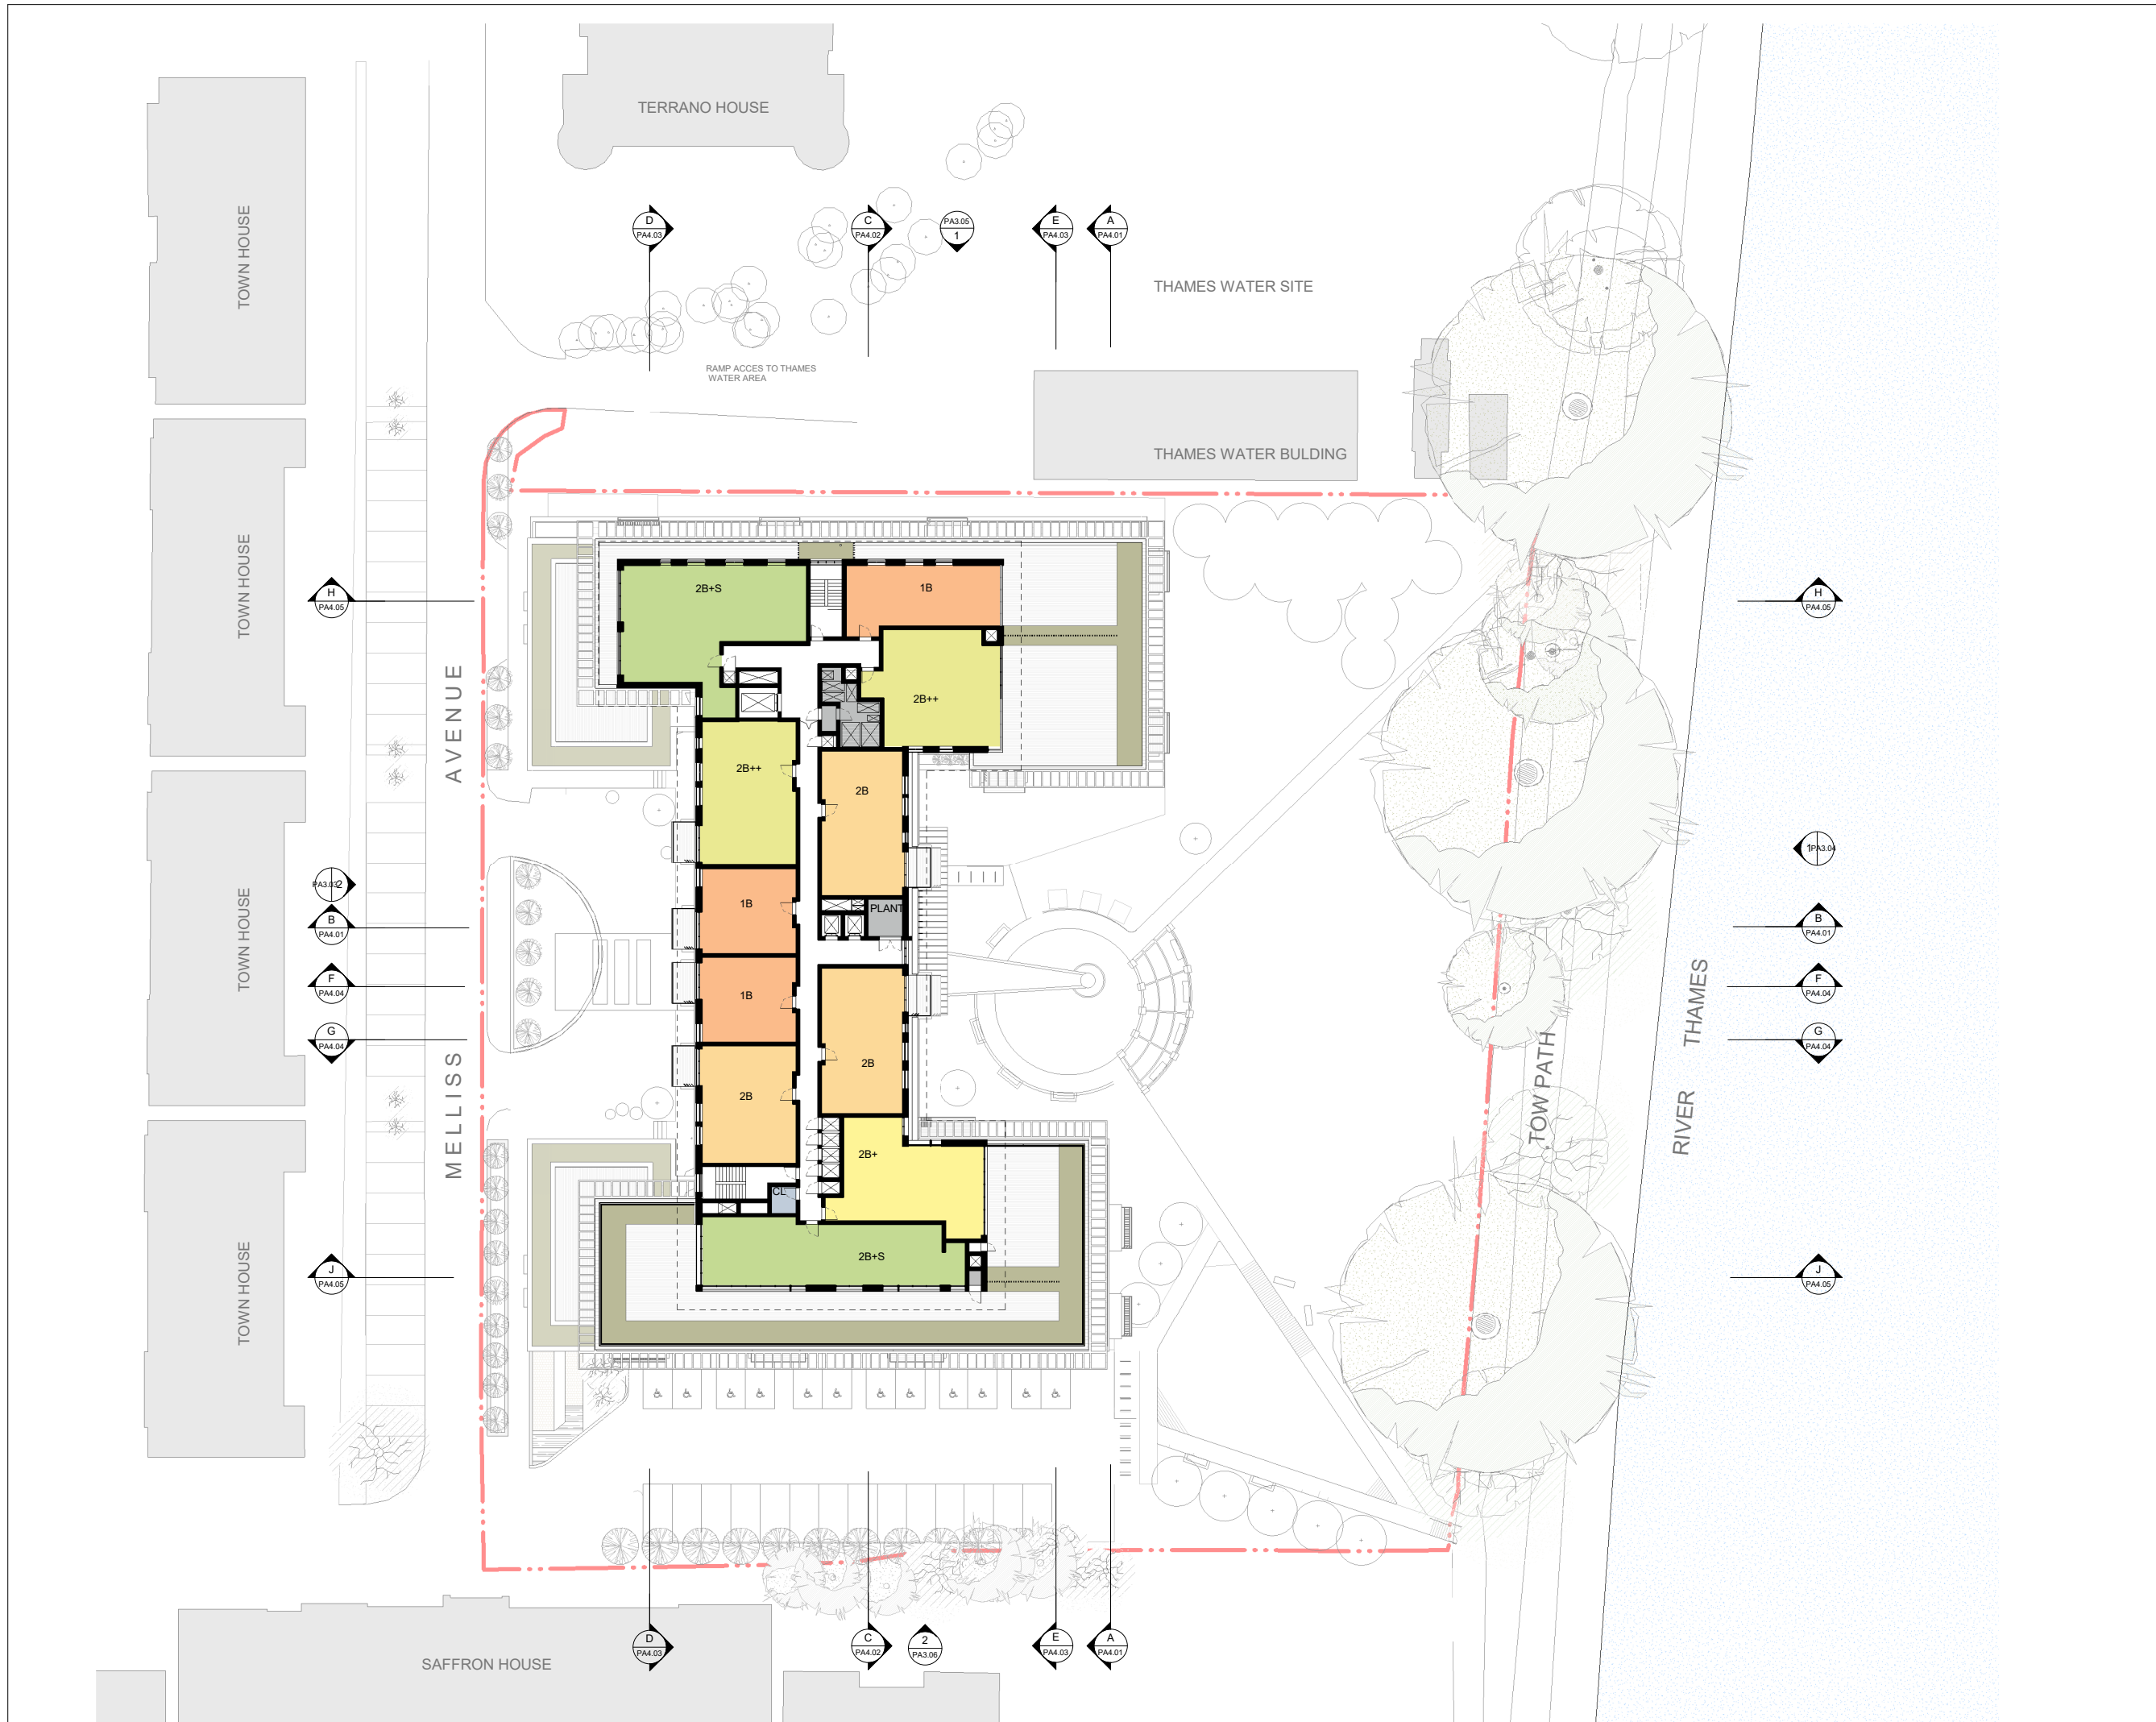 TERRANO HOUSE
TOWN HOUSE
D
PA4.03
C
PA4.02
PA3.05
1
E
PA4.03
A
PA4.01
THAMES WATER SITE
RAMP ACCES TO THAMES
WATER AREA
THAMES WATER BULDING
TOWN HOUSE
H
PA4.05
2B+S
1B
H
PA4.05
2B++
AVENUE
2B++
2B
1PA3.04
PA3.03 2
1B
PLANT
TOWN HOUSE
B
PA4.01
B
PA4.01
F
PA4.04
1B
F
PA4.04
RIVER THAMES
G
PA4.04
G
PA4.04
2B
2B
TOW PATH
MELLISS
2B+
CL
TOWN HOUSE
2B+S
J
PA4.05
J
PA4.05
D
PA4.03
C
PA4.02
2
PA3.06
E
PA4.03
A
PA4.01
SAFFRON HOUSE